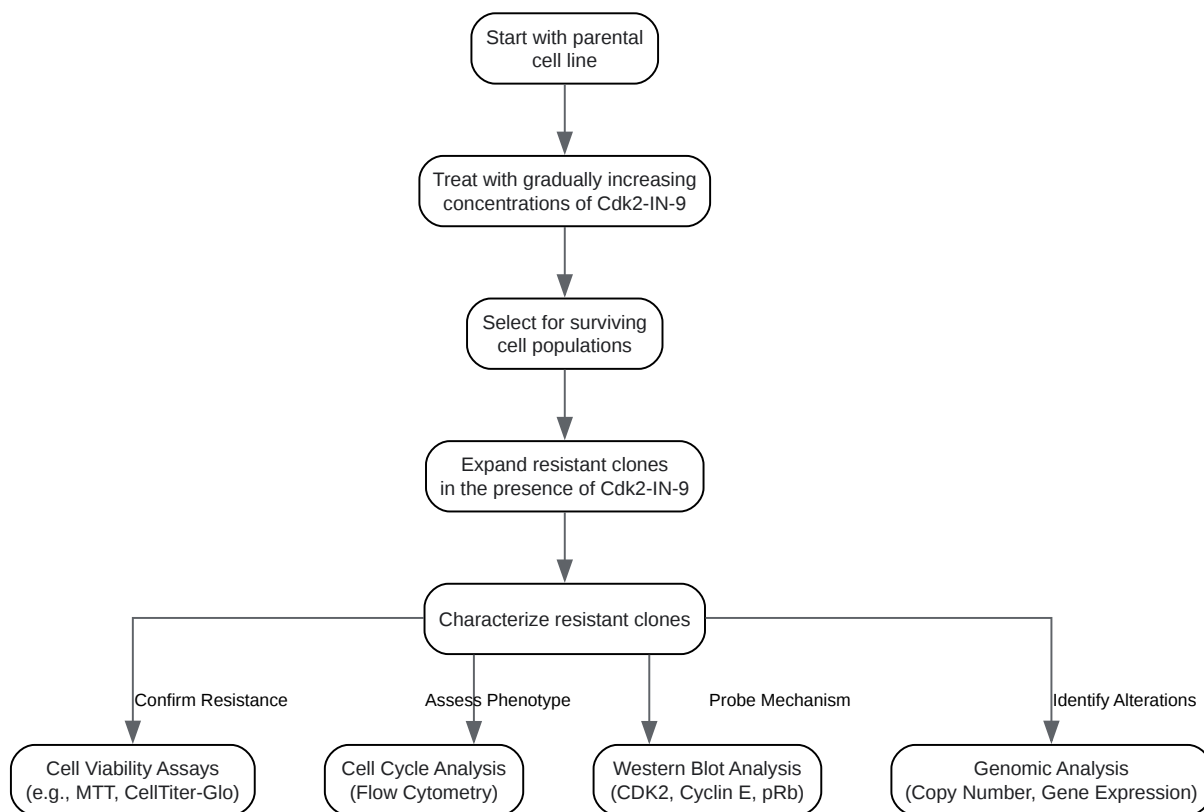 Start with parental
cell line
Treat with gradually increasing
concentrations of Cdk2-IN-9
Select for surviving
cell populations
Expand resistant clones
in the presence of Cdk2-IN-9
Characterize resistant clones
Confirm Resistance
Assess Phenotype
Probe Mechanism
Identify Alterations
Cell Viability Assays
(e.g., MTT, CellTiter-Glo)
Cell Cycle Analysis
(Flow Cytometry)
Western Blot Analysis
(CDK2, Cyclin E, pRb)
Genomic Analysis
(Copy Number, Gene Expression)